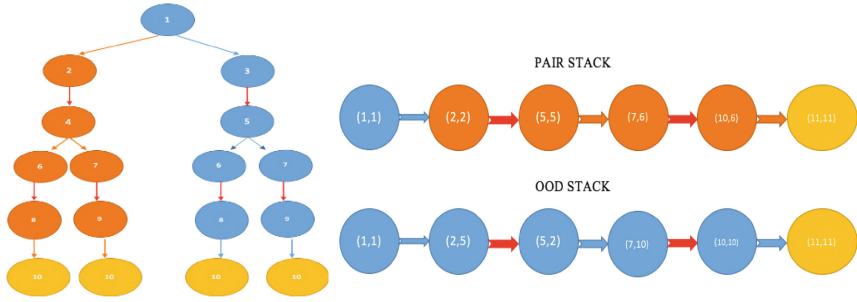 1
2 3
4 5
6 7 6 7
8 9 8 9
10 10 10 10
PAIR STACK
(1,1) (2,2) (5,5) (7,6) (10,6) (11,11)
OOD STACK
(1,1) (2,5) (5,2) (7,10) (10,10) (11,11)